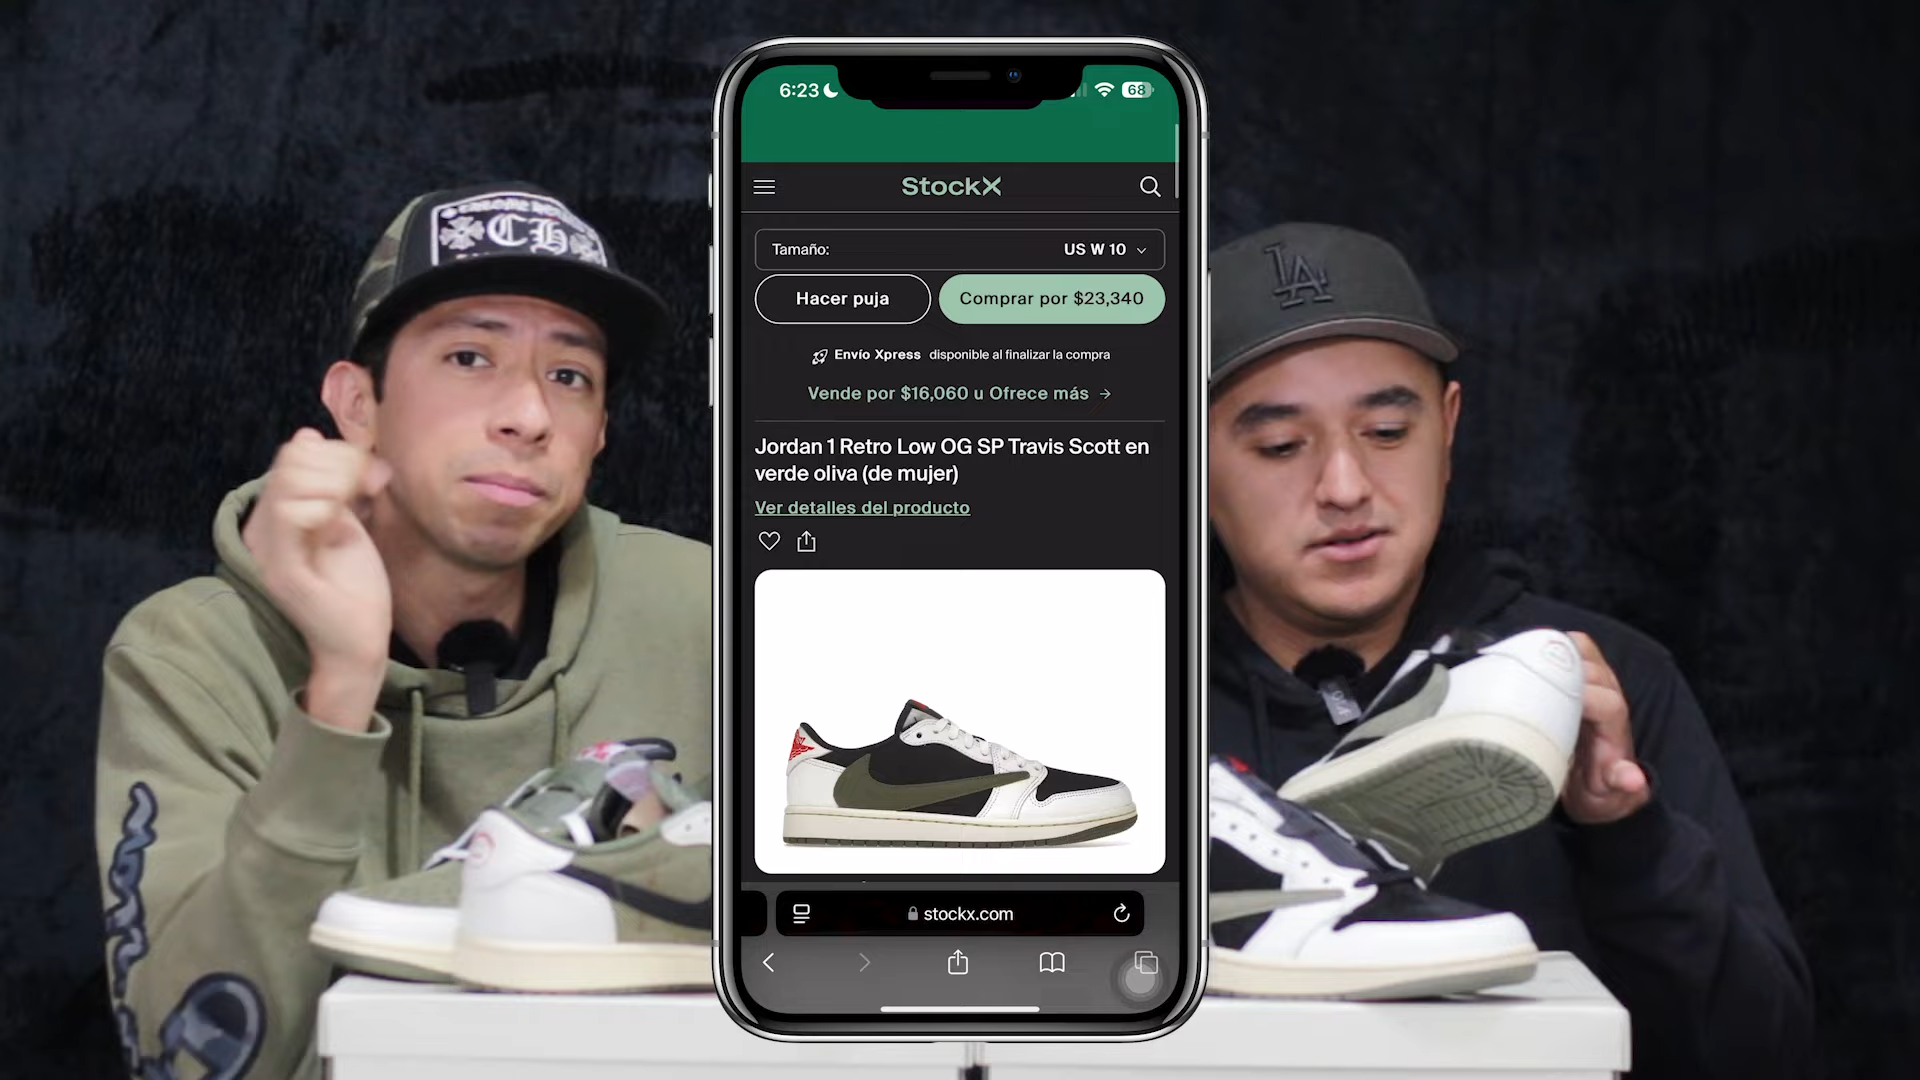 6:23
68
StockX
Tamaño: US W 10
Hacer puja
Comprar por $23,340
Envío Xpress disponible al finalizar la compra
Vende por $16,060 u Ofrece más →
Jordan 1 Retro Low OG SP Travis Scott en
verde oliva (de mujer)
Ver detalles del producto
stockx.com
CH
LA